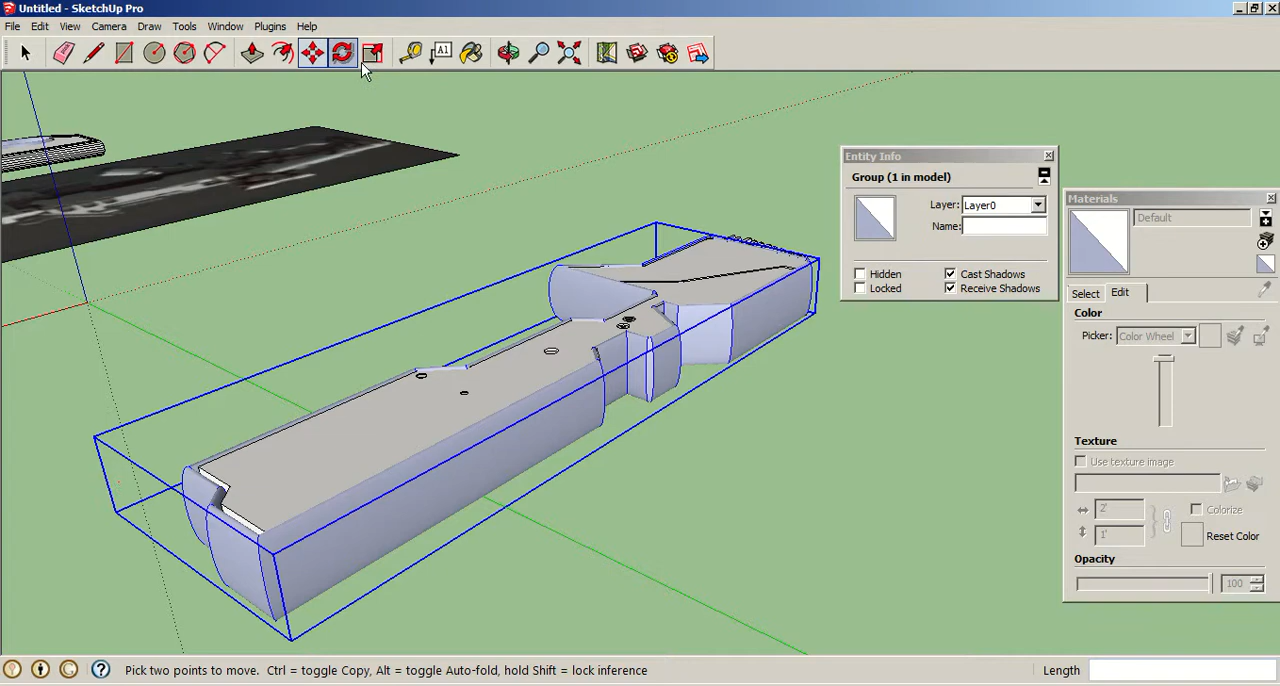 Untitled - SketchUp Pro
File Edit View Camera Draw Tools Window Plugins Help
A1
Entity Info
Group (1 in model)
Layer: Layer0
Name:
Hidden Cast Shadows
Locked Receive Shadows
Materials
Default
Select Edit
Color
Picker: Color Wheel
Texture
Use texture image
2' Colorize
1' Reset Color
Opacity
100
Pick two points to move. Ctrl = toggle Copy, Alt = toggle Auto-fold, hold Shift = lock inference Length